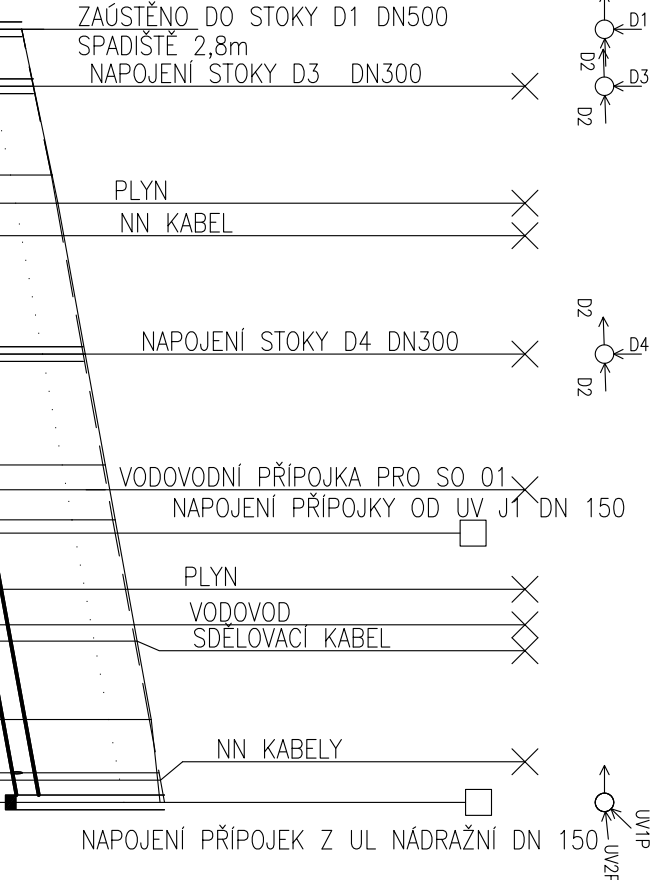 ZAÚSTĚNO DO STOKY D1 DN500
D1
SPADIŠTĚ 2,8m
D2
NAPOJENÍ STOKY D3 DN300
D3
D2
PLYN
NN KABEL
D2
NAPOJENÍ STOKY D4 DN300
D4
D2
VODOVODNÍ PŘÍPOJKA PRO SO 01
NAPOJENÍ PŘÍPOJKY OD UV J1 DN 150
PLYN
VODOVOD
SDĚLOVACÍ KABEL
NN KABELY
NAPOJENÍ PŘÍPOJEK Z UL NÁDRAŽNÍ DN 150
UV1P
UV2P